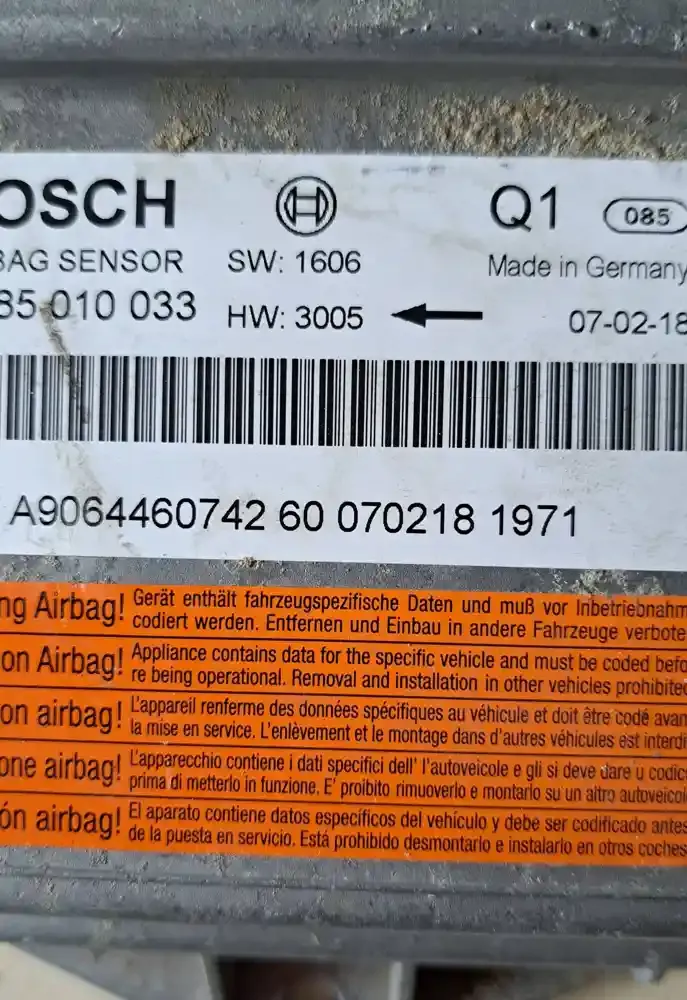 OSCH Q1 085
BAG SENSOR SW: 1606 Made in Germany
85 010 033 HW: 3005 07-02-18
A9064460742 60 070218 1971
ng Airbag! Gerät enthält fahrzeugspezifische Daten und muß vor Inbetriebnahm
codiert werden. Entfernen und Einbau in andere Fahrzeuge verbote
on Airbag! Appliance contains data for the specific vehicle and must be coded befo
re being operational. Removal and installation in other vehicles prohibited
on airbag! L'appareil renferme des données spécifiques au véhicule et doit être codé avan
la mise en service. L'enlèvement et le montage dans d'autres véhicules est interdi
one airbag! L'apparecchio contiene i dati specifici dell' l'autoveicole e gli si deve dare u codic
prima di metterlo in funzione. E' proibito rimuoverlo e montarlo su un altro autoveicol
ón airbag! El aparato contiene datos específicos del vehículo y debe ser codificado antes
de la puesta en servicio. Está prohibido desmontarlo e instalarlo en otros coches